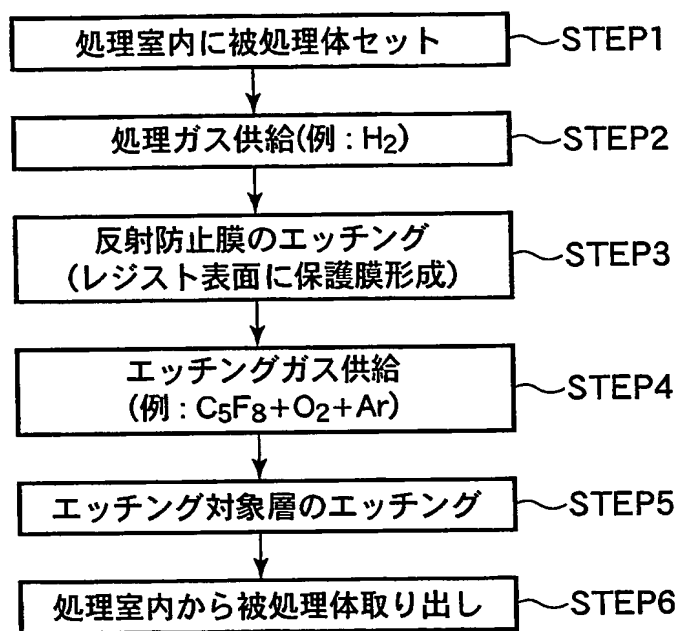 処理室内に被処理体セット STEP1
処理ガス供給(例：H2) STEP2
反射防止膜のエッチング
(レジスト表面に保護膜形成) STEP3
エッチングガス供給
(例：C5F8+O2+Ar) STEP4
エッチング対象層のエッチング STEP5
処理室内から被処理体取り出し STEP6